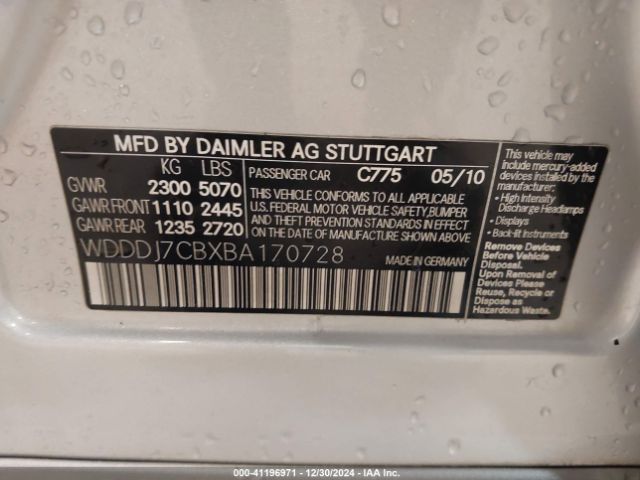 MFD BY DAIMLER AG STUTTGART
KG LBS
GVWR 2300 5070
GAWR FRONT 1110 2445
GAWR REAR 1235 2720
PASSENGER CAR C775 05/10
THIS VEHICLE CONFORMS TO ALL APPLICABLE
U.S. FEDERAL MOTOR VEHICLE SAFETY, BUMPER
AND THEFT PREVENTION STANDARDS IN EFFECT
ON THE DATE OF MANUFACTURE SHOWN ABOVE
WDDDJ7CBXBA170728
MADE IN GERMANY
This Vehicle may
include mercury-added
devices installed by
the manufacturer:
- High Intensity
Discharge Headlamps
- Displays
- Back-lit Instruments
Remove Devices
Before Vehicle
Disposal.
Upon Removal of
Devices Please
Reuse, Recycle or
Dispose as
Hazardous Waste.
000-41196971 - 12/30/2024 - IAA Inc.